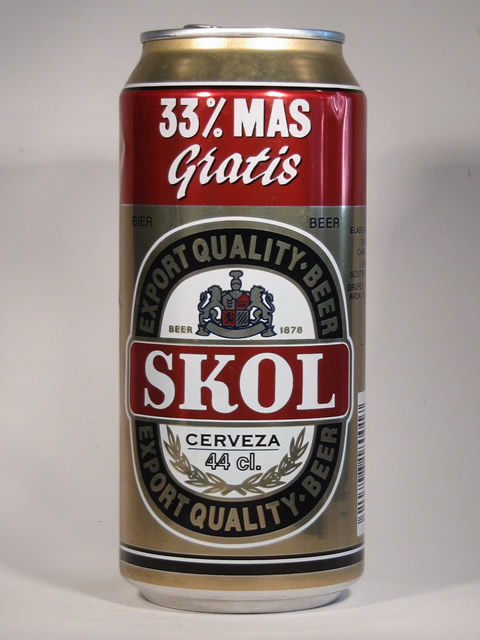 33% MAS
Gratis
BIER BEER
EXPORT QUALITY · BEER
BEER 1878
SKOL
CERVEZA
44 cl.
EXPORT QUALITY · BEER